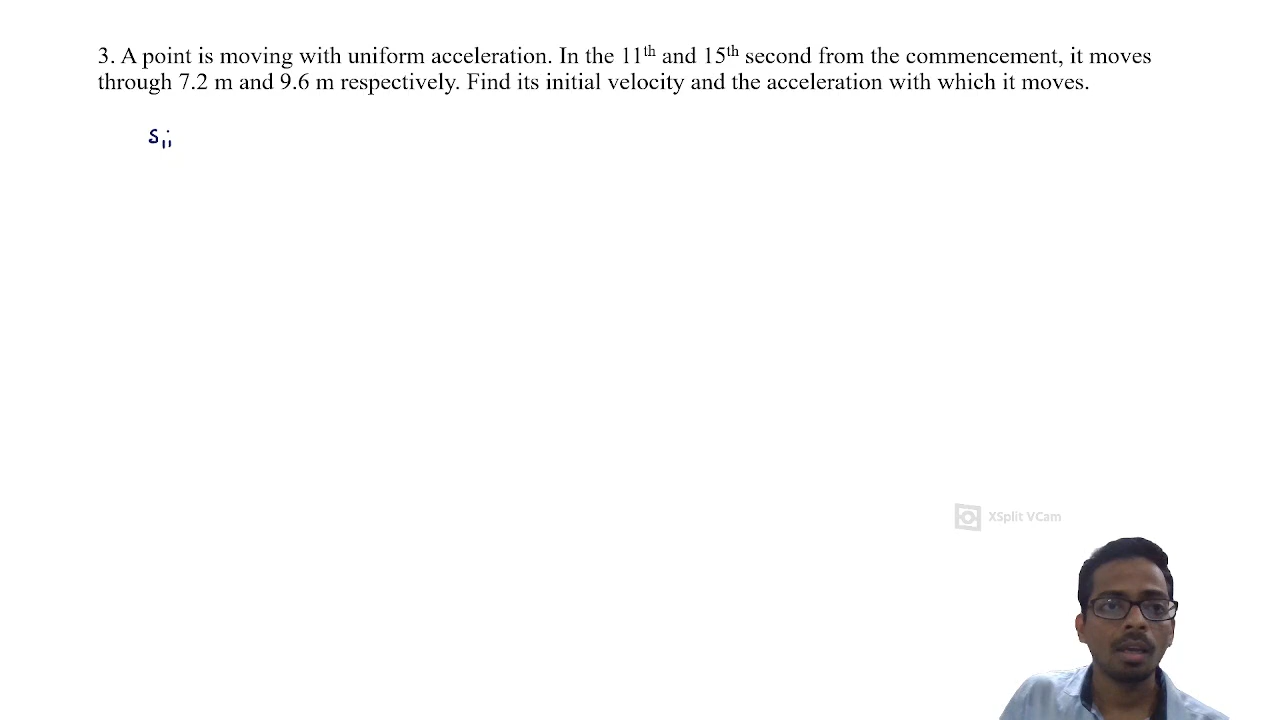 3. A point is moving with uniform acceleration. In the 11th and 15th second from the commencement, it moves
through 7.2 m and 9.6 m respectively. Find its initial velocity and the acceleration with which it moves.
S11
XSplit VCam